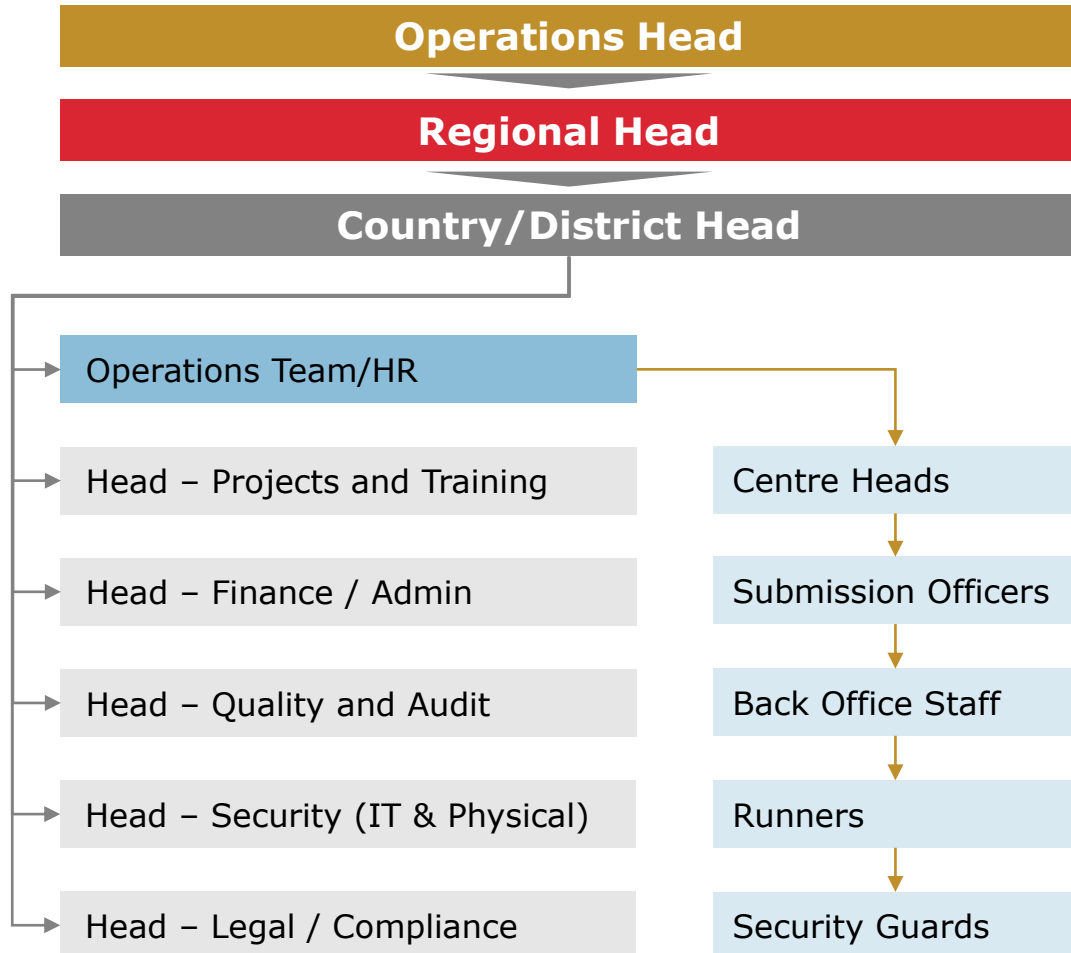 Operations Head
Regional Head
Country/District Head
Operations Team/HR
Head – Projects and Training
Head – Finance / Admin
Head – Quality and Audit
Head – Security (IT & Physical)
Head – Legal / Compliance
Centre Heads
Submission Officers
Back Office Staff
Runners
Security Guards